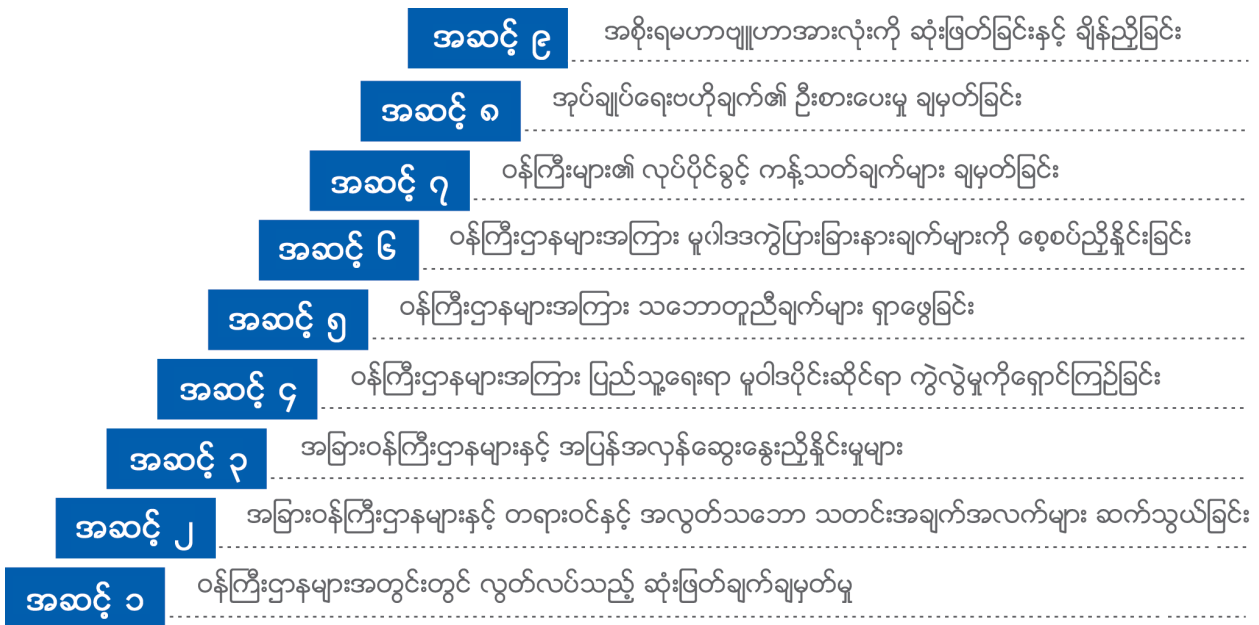 အဆင့် ၉ အစိုးရမဟာဗျူဟာအားလုံးကို ဆုံးဖြတ်ခြင်းနှင့် ချိန်ညှိခြင်း
အဆင့် ၈ အုပ်ချုပ်ရေးဗဟိုချက်၏ ဦးစားပေးမှု ချမှတ်ခြင်း
အဆင့် ၇ ဝန်ကြီးများ၏ လုပ်ပိုင်ခွင့် ကန့်သတ်ချက်များ ချမှတ်ခြင်း
အဆင့် ၆ ဝန်ကြီးဌာနများအကြား မူဂါဒဒကွဲပြားခြားနားချက်များကို စေ့စပ်ညှိနှိုင်းခြင်း
အဆင့် ၅ ဝန်ကြီးဌာနများအကြား သဘောတူညီချက်များ ရှာဖွေခြင်း
အဆင့် ၄ ဝန်ကြီးဌာနများအကြား ပြည်သူ့ရေးရာ မူဝါဒပိုင်းဆိုင်ရာ ကွဲလွဲမှုကိုရှောင်ကြဉ်ခြင်း
အဆင့် ၃ အခြားဝန်ကြီးဌာနများနှင့် အပြန်အလှန်ဆွေးနွေးညှိနှိုင်းမှုများ
အဆင့် ၂ အခြားဝန်ကြီးဌာနများနှင့် တရားဝင်နှင့် အလွတ်သဘော သတင်းအချက်အလက်များ ဆက်သွယ်ခြင်း
အဆင့် ၁ ဝန်ကြီးဌာနများအတွင်းတွင် လွတ်လပ်သည့် ဆုံးဖြတ်ချက်ချမှတ်မှု